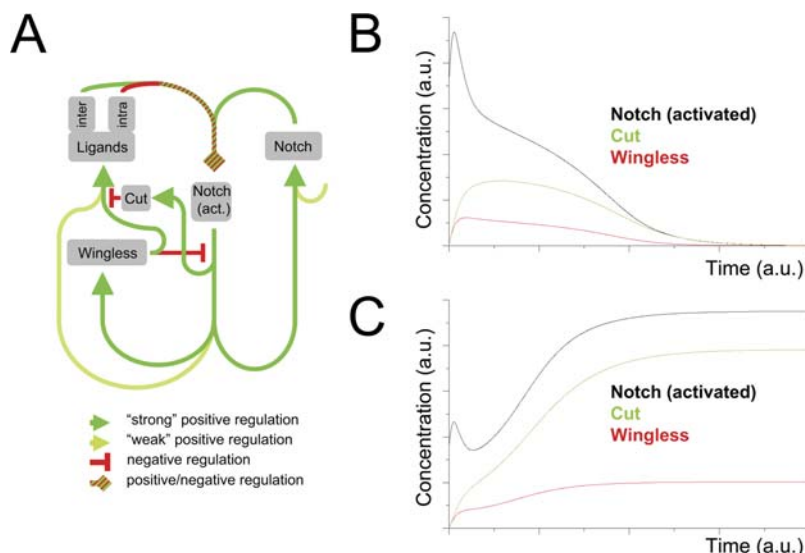 A
inter
intra
Ligands
Notch
Cut
Notch
(act.)
Wingless
"strong" positive regulation
"weak" positive regulation
negative regulation
positive/negative regulation
B
Concentration (a.u.)
Notch (activated)
Cut
Wingless
Time (a.u.)
C
Concentration (a.u.)
Notch (activated)
Cut
Wingless
Time (a.u.)